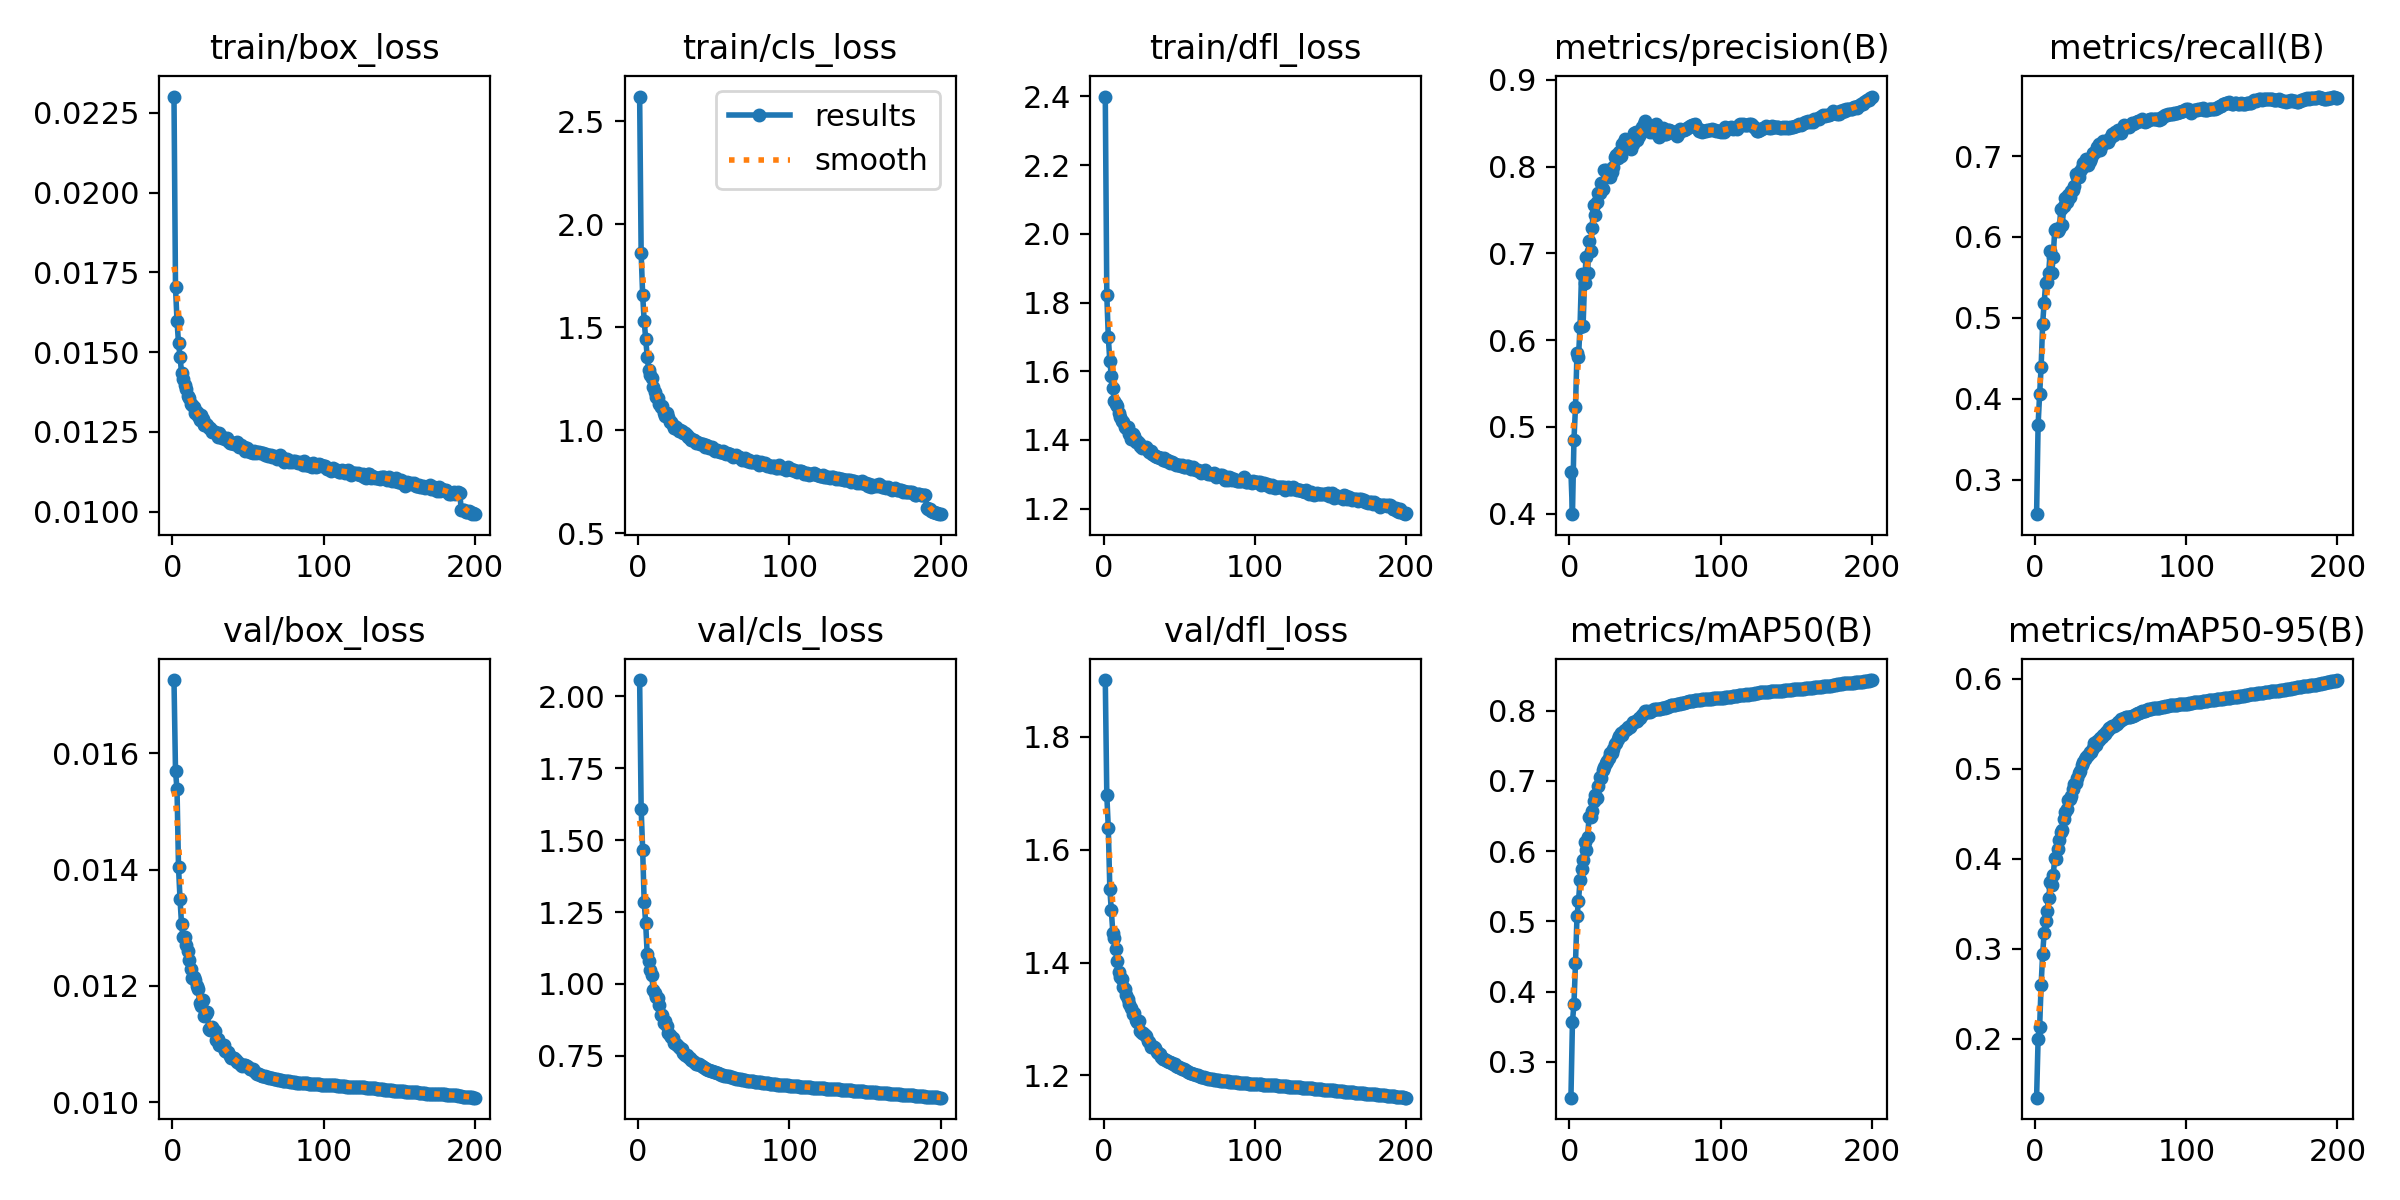 train/box_loss
0.0225
0.0200
0.0175
0.0150
0.0125
0.0100
0 100 200
train/cls_loss
results
smooth
2.5
2.0
1.5
1.0
0.5
0 100 200
train/dfl_loss
2.4
2.2
2.0
1.8
1.6
1.4
1.2
0 100 200
metrics/precision(B)
0.9
0.8
0.7
0.6
0.5
0.4
0 100 200
metrics/recall(B)
0.7
0.6
0.5
0.4
0.3
0 100 200
val/box_loss
0.016
0.014
0.012
0.010
0 100 200
val/cls_loss
2.00
1.75
1.50
1.25
1.00
0.75
0 100 200
val/dfl_loss
1.8
1.6
1.4
1.2
0 100 200
metrics/mAP50(B)
0.8
0.7
0.6
0.5
0.4
0.3
0 100 200
metrics/mAP50-95(B)
0.6
0.5
0.4
0.3
0.2
0 100 200